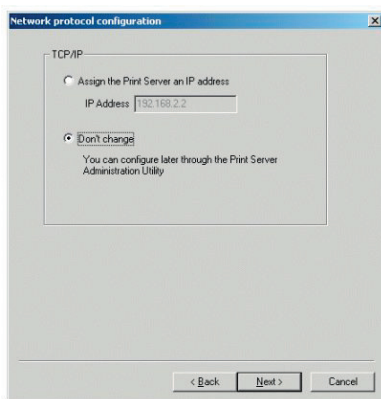 Network protocol configuration
TCP/IP
Assign the Print Server an IP address
IP Address 192.168.2.2
Don't change
You can configure later through the Print Server
Administration Utility
< Back Next > Cancel